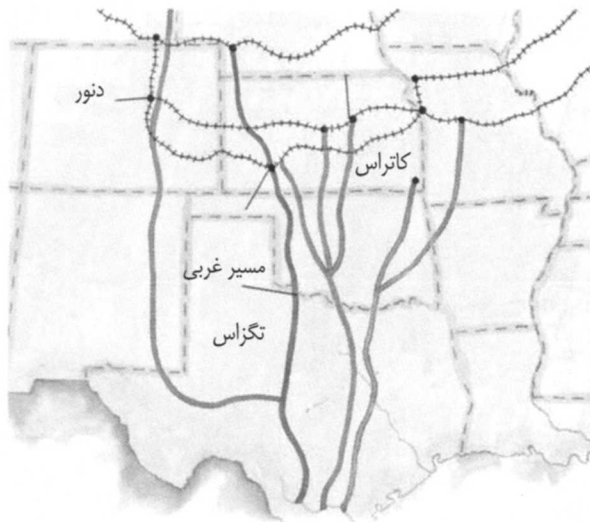 دنور
کاتراس
مسیر غربی
تگزاس